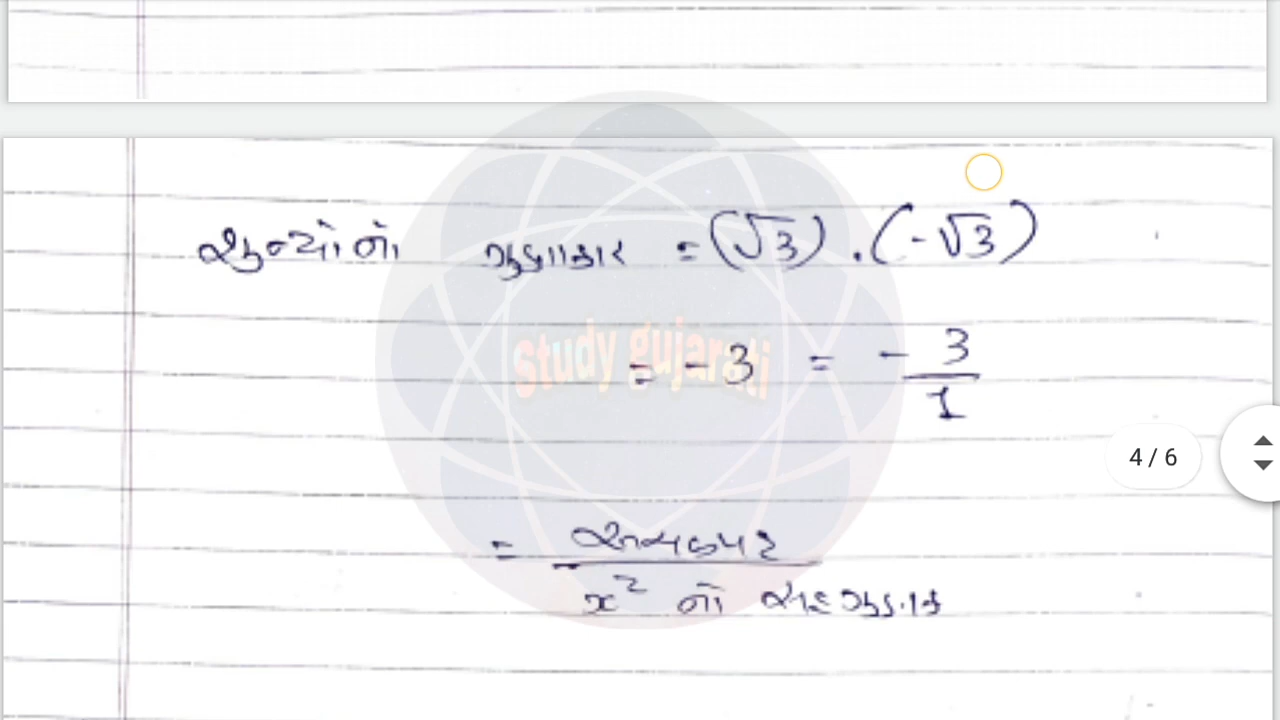 શૂન્યોનો ગુણાકાર = (√3) . (-√3)
= - 3 = - 3/1
Study gujarati
4 / 6
= અચળપદ / x² નો સહગુણક